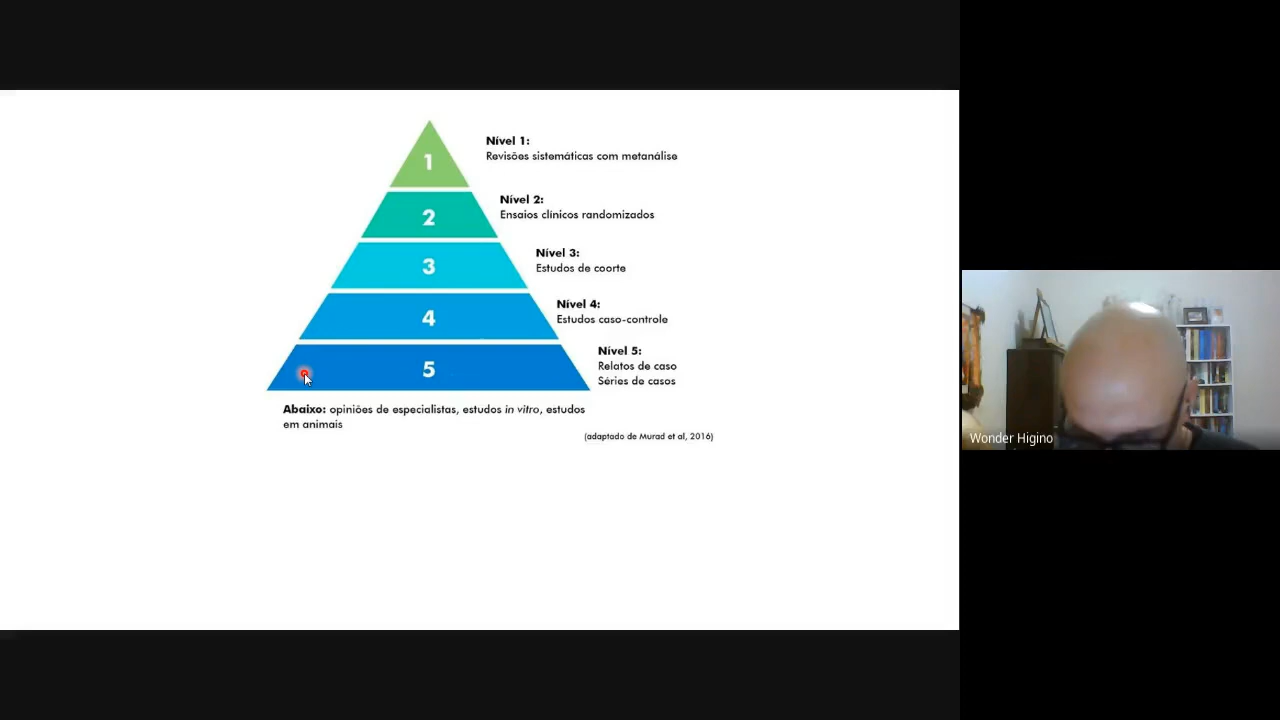 1
Nível 1:
Revisões sistemáticas com metanálise
2
Nível 2:
Ensaios clínicos randomizados
3
Nível 3:
Estudos de coorte
4
Nível 4:
Estudos caso-controle
5
Nível 5:
Relatos de caso
Séries de casos
Abaixo: opiniões de especialistas, estudos in vitro, estudos
em animais
(adaptado de Murad et al, 2016)
Wonder Higino